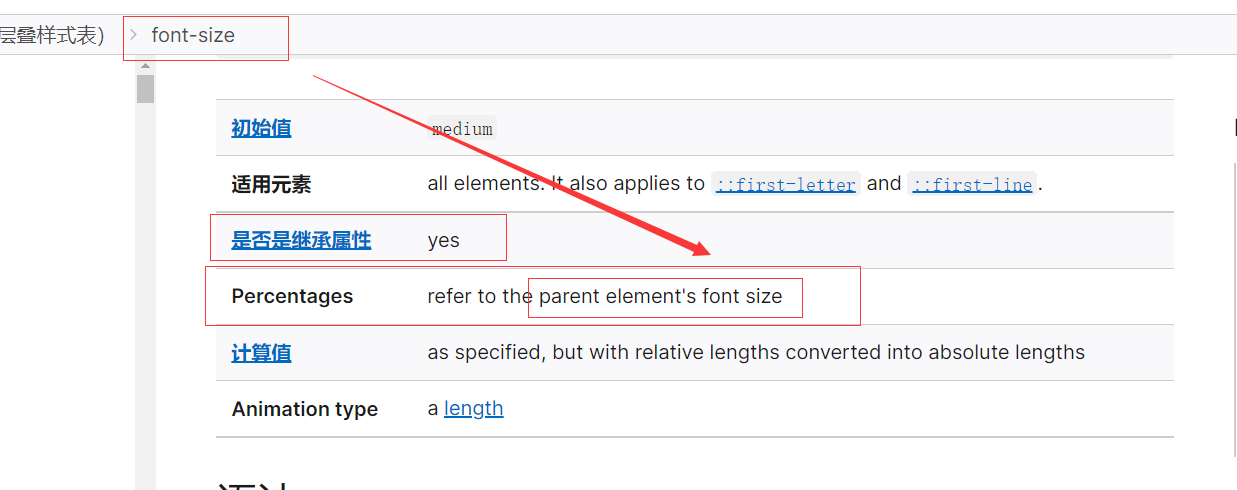 层叠样式表) > font-size
初始值 medium
适用元素 all elements. It also applies to ::first-letter and ::first-line.
是否是继承属性 yes
Percentages refer to the parent element's font size
计算值 as specified, but with relative lengths converted into absolute lengths
Animation type a length